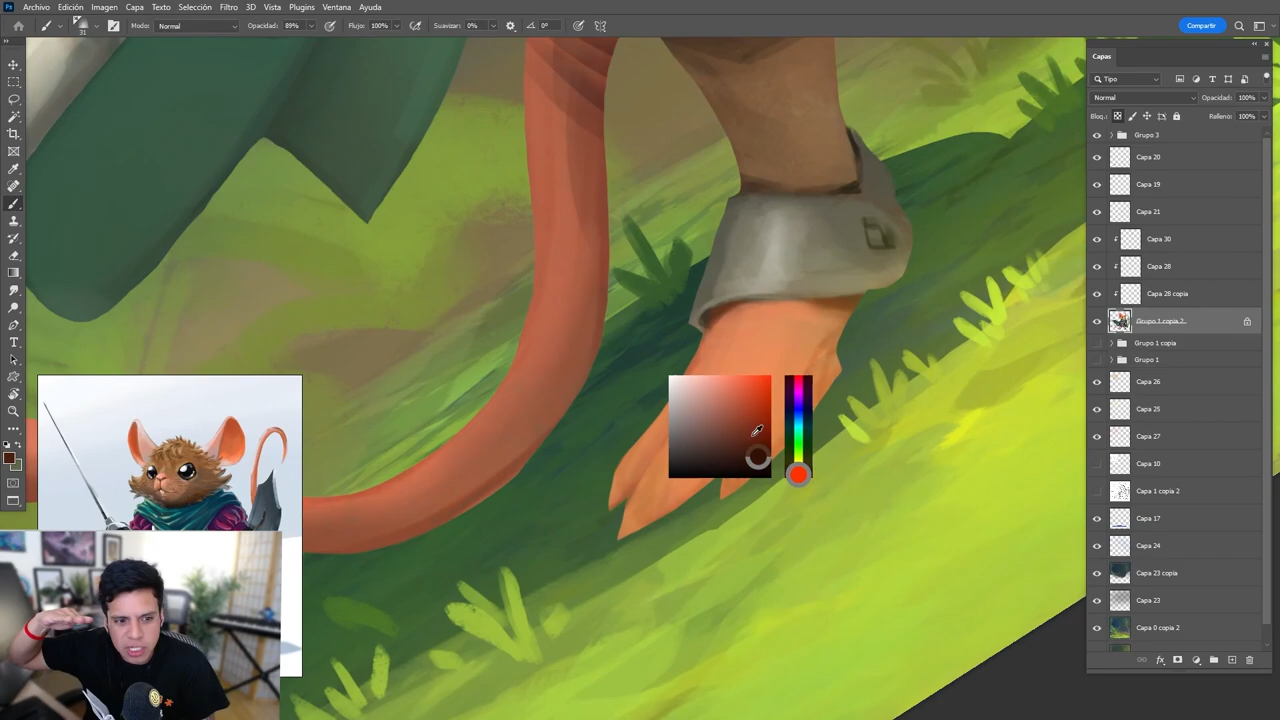 Ps Archivo Edición Imagen Capa Texto Selección Filtro 3D Vista Plugins Ventana Ayuda
31 Modo: Normal Opacidad: 89% Flujo: 100% Suavizar: 0% 0° Compartir
Capas
Tipo
Normal Opacidad: 100%
Bloq.: Relleno: 100%
Grupo 3
Capa 20
Capa 19
Capa 21
Capa 30
Capa 28
Capa 28 copia
Grupo 1 copia 2
Grupo 1 copia
Grupo 1
Capa 26
Capa 25
Capa 27
Capa 10
Capa 1 copia 2
Capa 17
Capa 24
Capa 23 copia
Capa 23
Capa 0 copia 2
fx